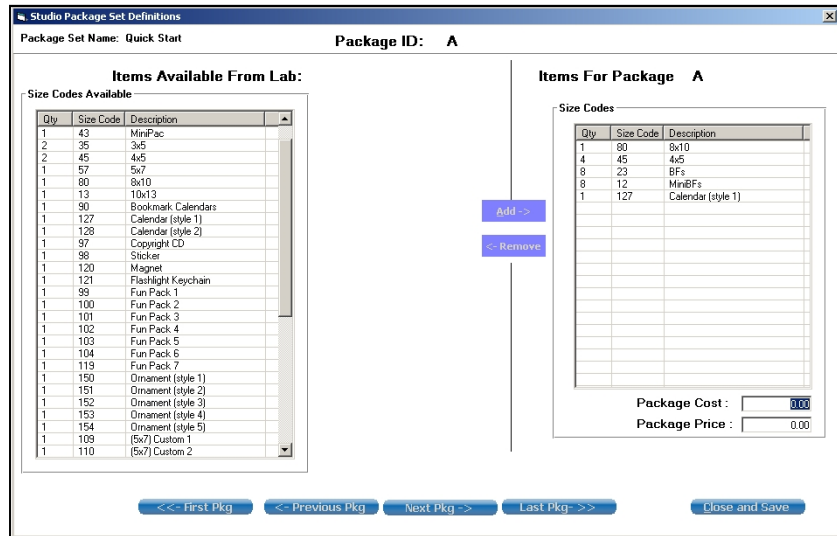 Studio Package Set Definitions
Package Set Name: Quick Start
Package ID: A
Items Available From Lab:
Size Codes Available
Qty Size Code Description
1 43 MiniPac
2 35 3x5
2 45 4x5
1 57 5x7
1 80 8x10
1 13 10x13
1 90 Bookmark Calendars
1 127 Calendar (style 1)
1 128 Calendar (style 2)
1 97 Copyright CD
1 98 Sticker
1 120 Magnet
1 121 Flashlight Keychain
1 99 Fun Pack 1
1 100 Fun Pack 2
1 101 Fun Pack 3
1 102 Fun Pack 4
1 103 Fun Pack 5
1 104 Fun Pack 6
1 119 Fun Pack 7
1 150 Ornament (style 1)
1 151 Ornament (style 2)
1 152 Ornament (style 3)
1 153 Ornament (style 4)
1 154 Ornament (style 5)
1 109 (5x7) Custom 1
1 110 (5x7) Custom 2
Add ->
<- Remove
Items For Package A
Size Codes
Qty Size Code Description
1 80 8x10
4 45 4x5
8 23 BFs
8 12 MiniBFs
1 127 Calendar (style 1)
Package Cost : 0.00
Package Price : 0.00
<<- First Pkg
<- Previous Pkg
Next Pkg ->
Last Pkg- >>
Close and Save